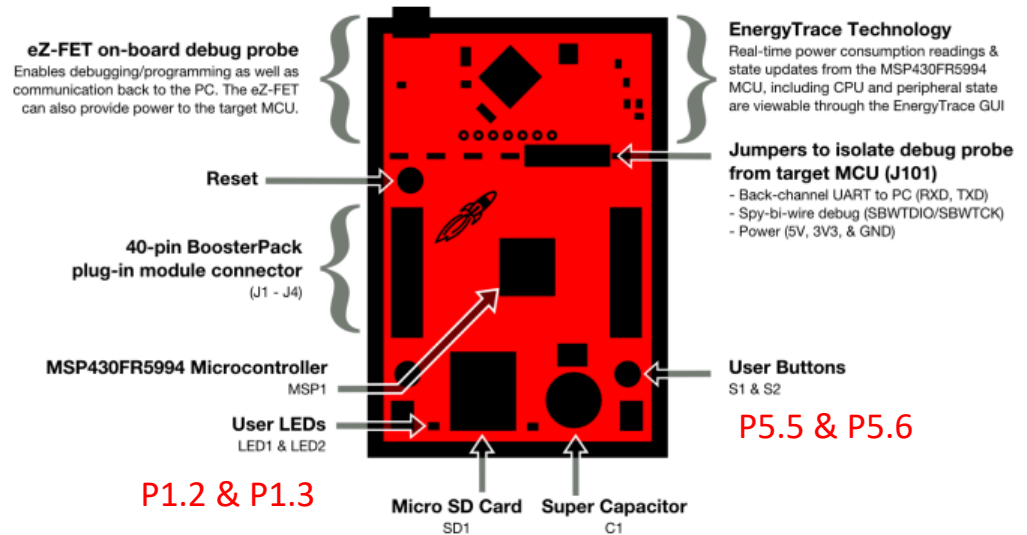 eZ-FET on-board debug probe
Enables debugging/programming as well as
communication back to the PC. The eZ-FET
can also provide power to the target MCU.
EnergyTrace Technology
Real-time power consumption readings &
state updates from the MSP430FR5994
MCU, including CPU and peripheral state
are viewable through the EnergyTrace GUI
Jumpers to isolate debug probe
from target MCU (J101)
- Back-channel UART to PC (RXD, TXD)
- Spy-bi-wire debug (SBWTDIO/SBWTCK)
- Power (5V, 3V3, & GND)
Reset
40-pin BoosterPack
plug-in module connector
(J1 - J4)
MSP430FR5994 Microcontroller
MSP1
User Buttons
S1 & S2
P5.5 & P5.6
User LEDs
LED1 & LED2
P1.2 & P1.3
Micro SD Card
SD1
Super Capacitor
C1